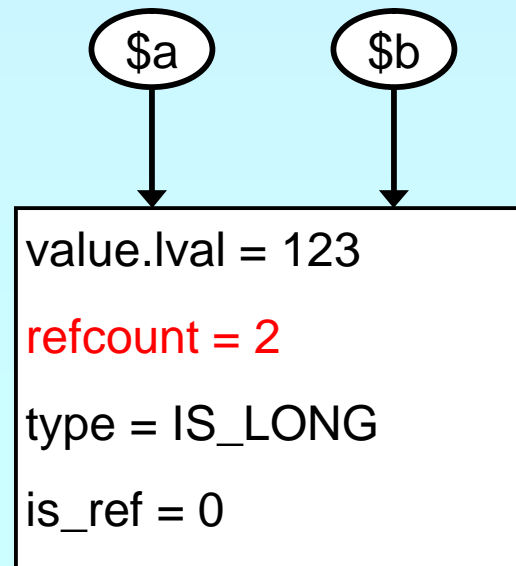 $a $b
value.lval = 123
refcount = 2
type = IS_LONG
is_ref = 0